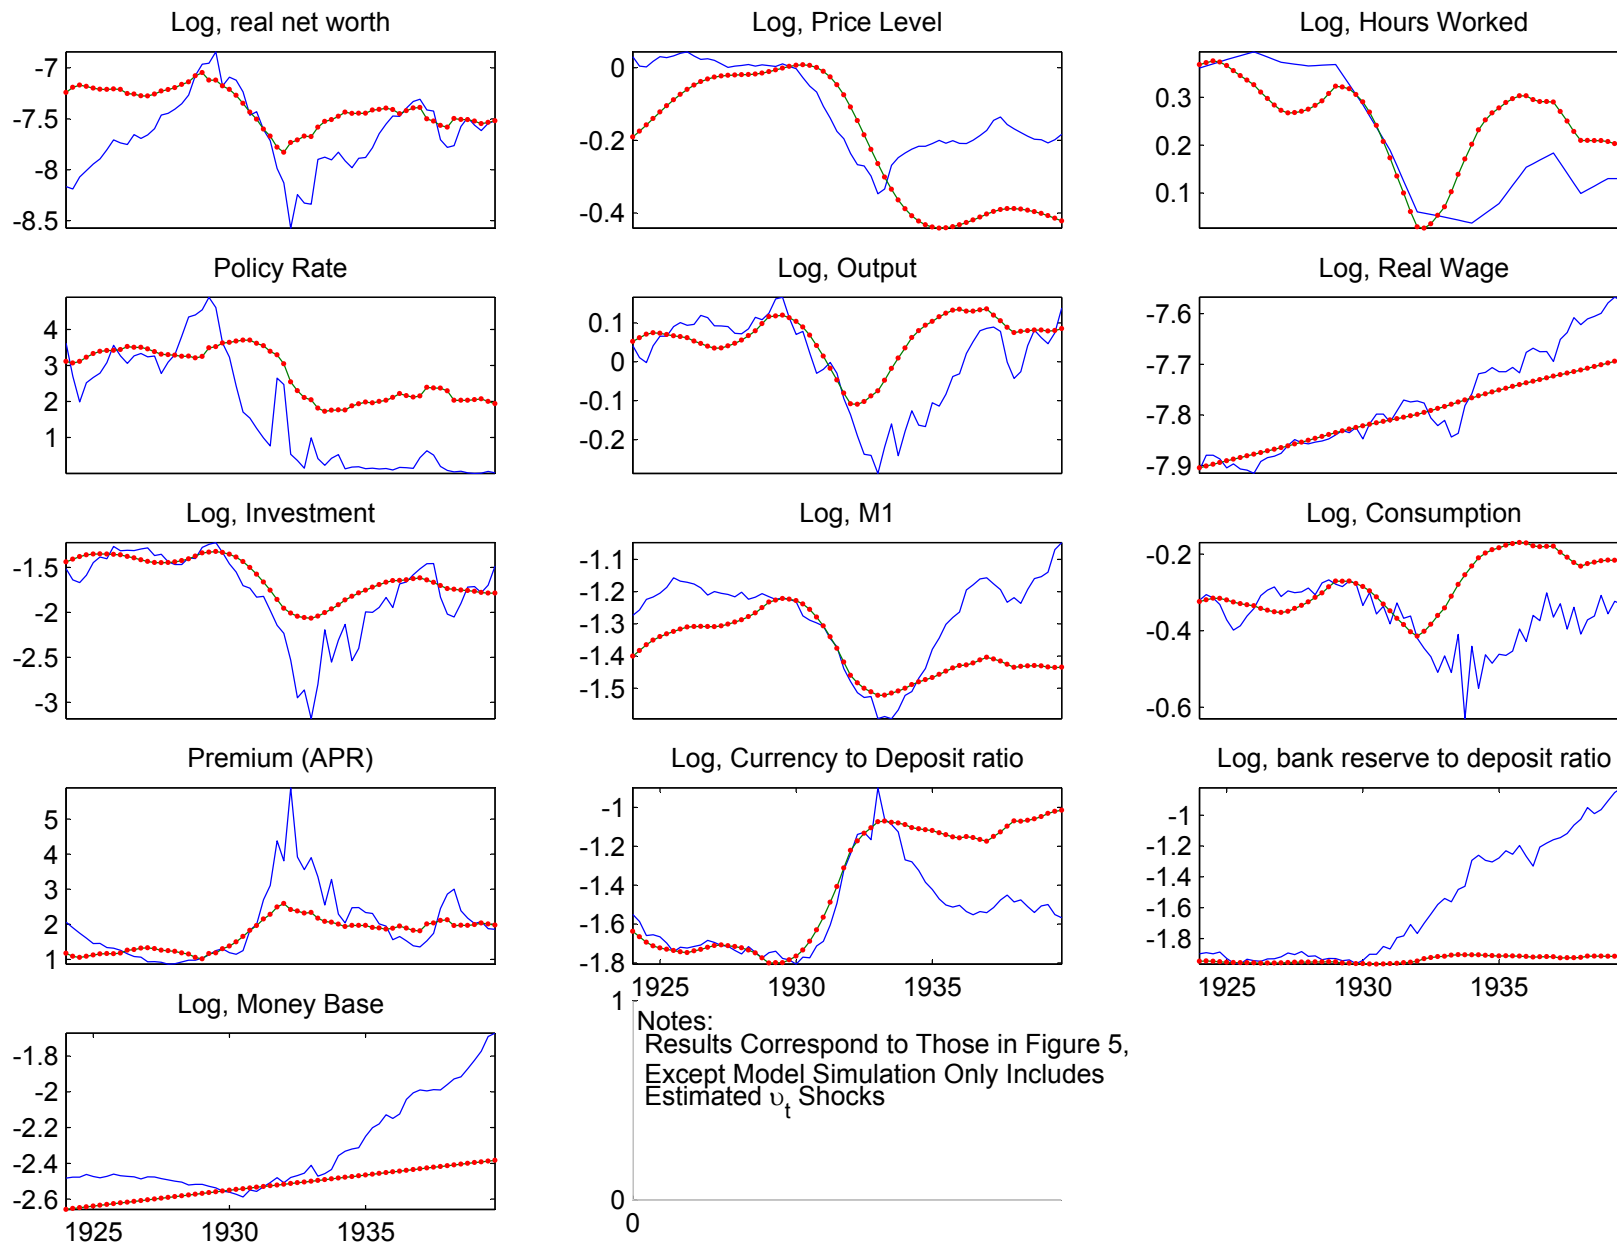 Log, real net worth
-7
-7.5
-8
-8.5
Log, Price Level
0
-0.2
-0.4
Log, Hours Worked
0.3
0.2
0.1
Policy Rate
4
3
2
1
Log, Output
0.1
0
-0.1
-0.2
Log, Real Wage
-7.6
-7.7
-7.8
-7.9
Log, Investment
-1.5
-2
-2.5
-3
Log, M1
-1.1
-1.2
-1.3
-1.4
-1.5
Log, Consumption
-0.2
-0.4
-0.6
Premium (APR)
5
4
3
2
1
Log, Currency to Deposit ratio
-1
-1.2
-1.4
-1.6
-1.8
1925 1930 1935
Log, bank reserve to deposit ratio
-1
-1.2
-1.4
-1.6
-1.8
1925 1930 1935
Log, Money Base
-1.8
-2
-2.2
-2.4
-2.6
1925 1930 1935
1
Notes:
Results Correspond to Those in Figure 5,
Except Model Simulation Only Includes
Estimated υ_t Shocks
0
0